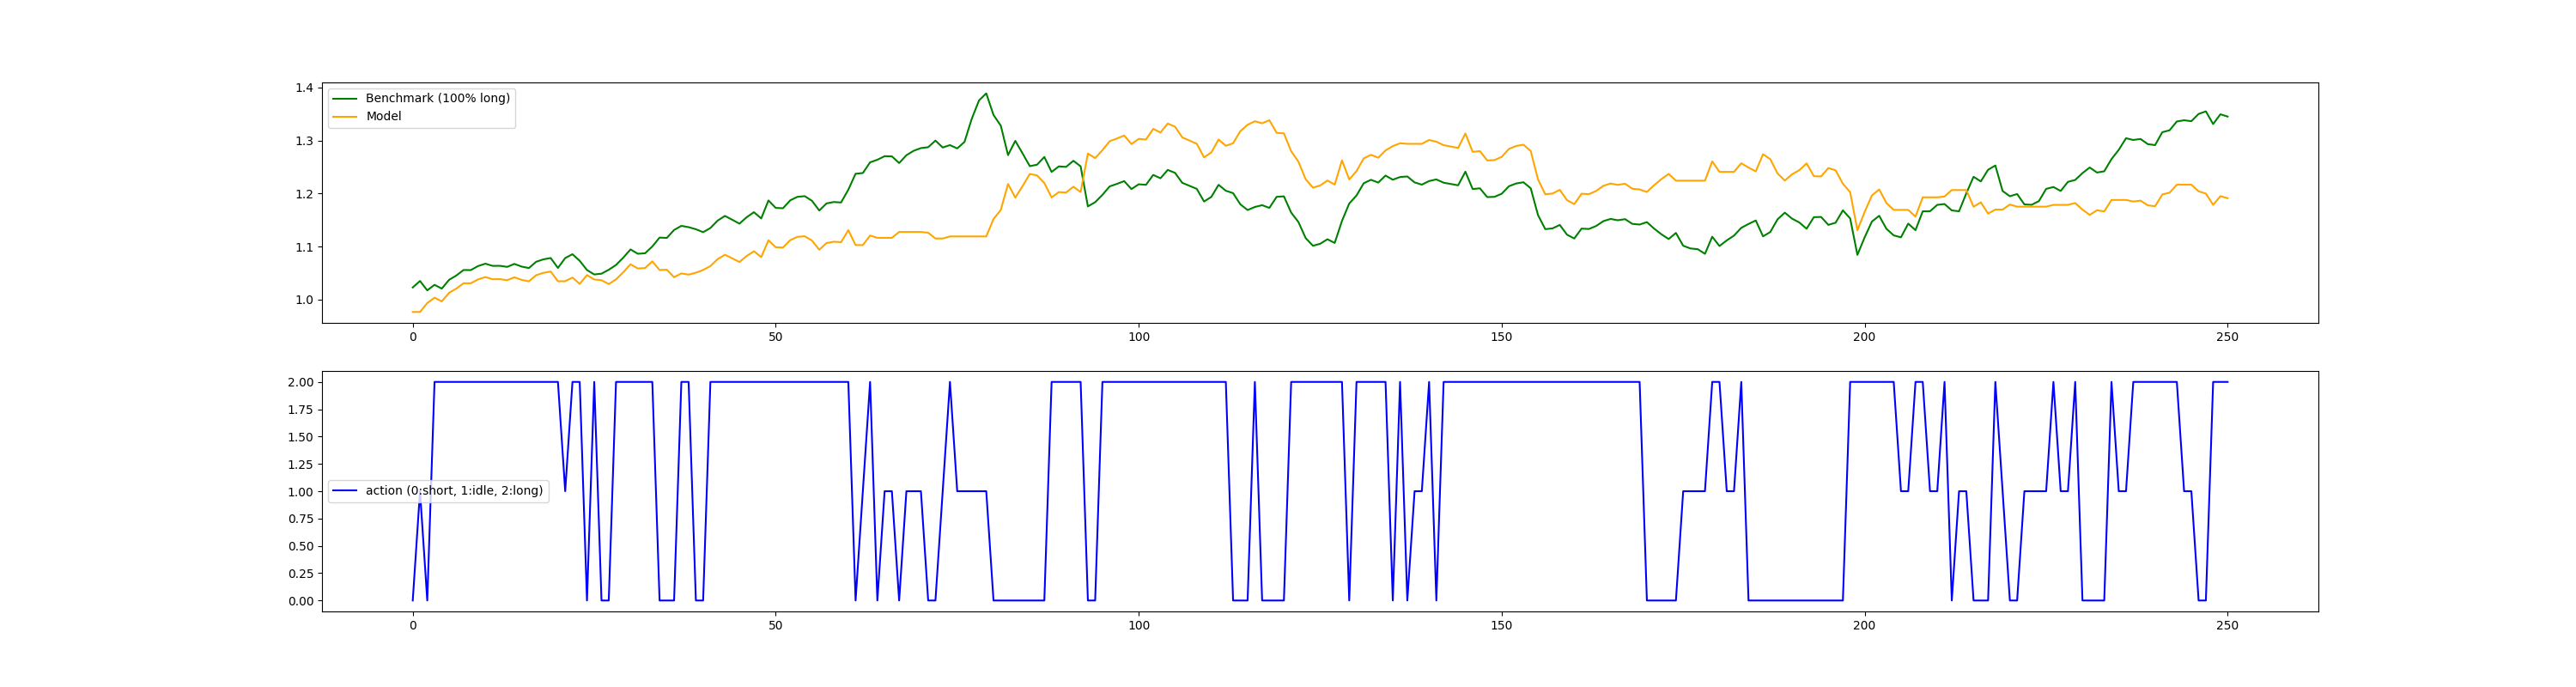 1.4
1.3
1.2
1.1
1.0
Benchmark (100% long)
Model
0 50 100 150 200 250
2.00
1.75
1.50
1.25
1.00
0.75
0.50
0.25
0.00
action (0:short, 1:idle, 2:long)
0 50 100 150 200 250